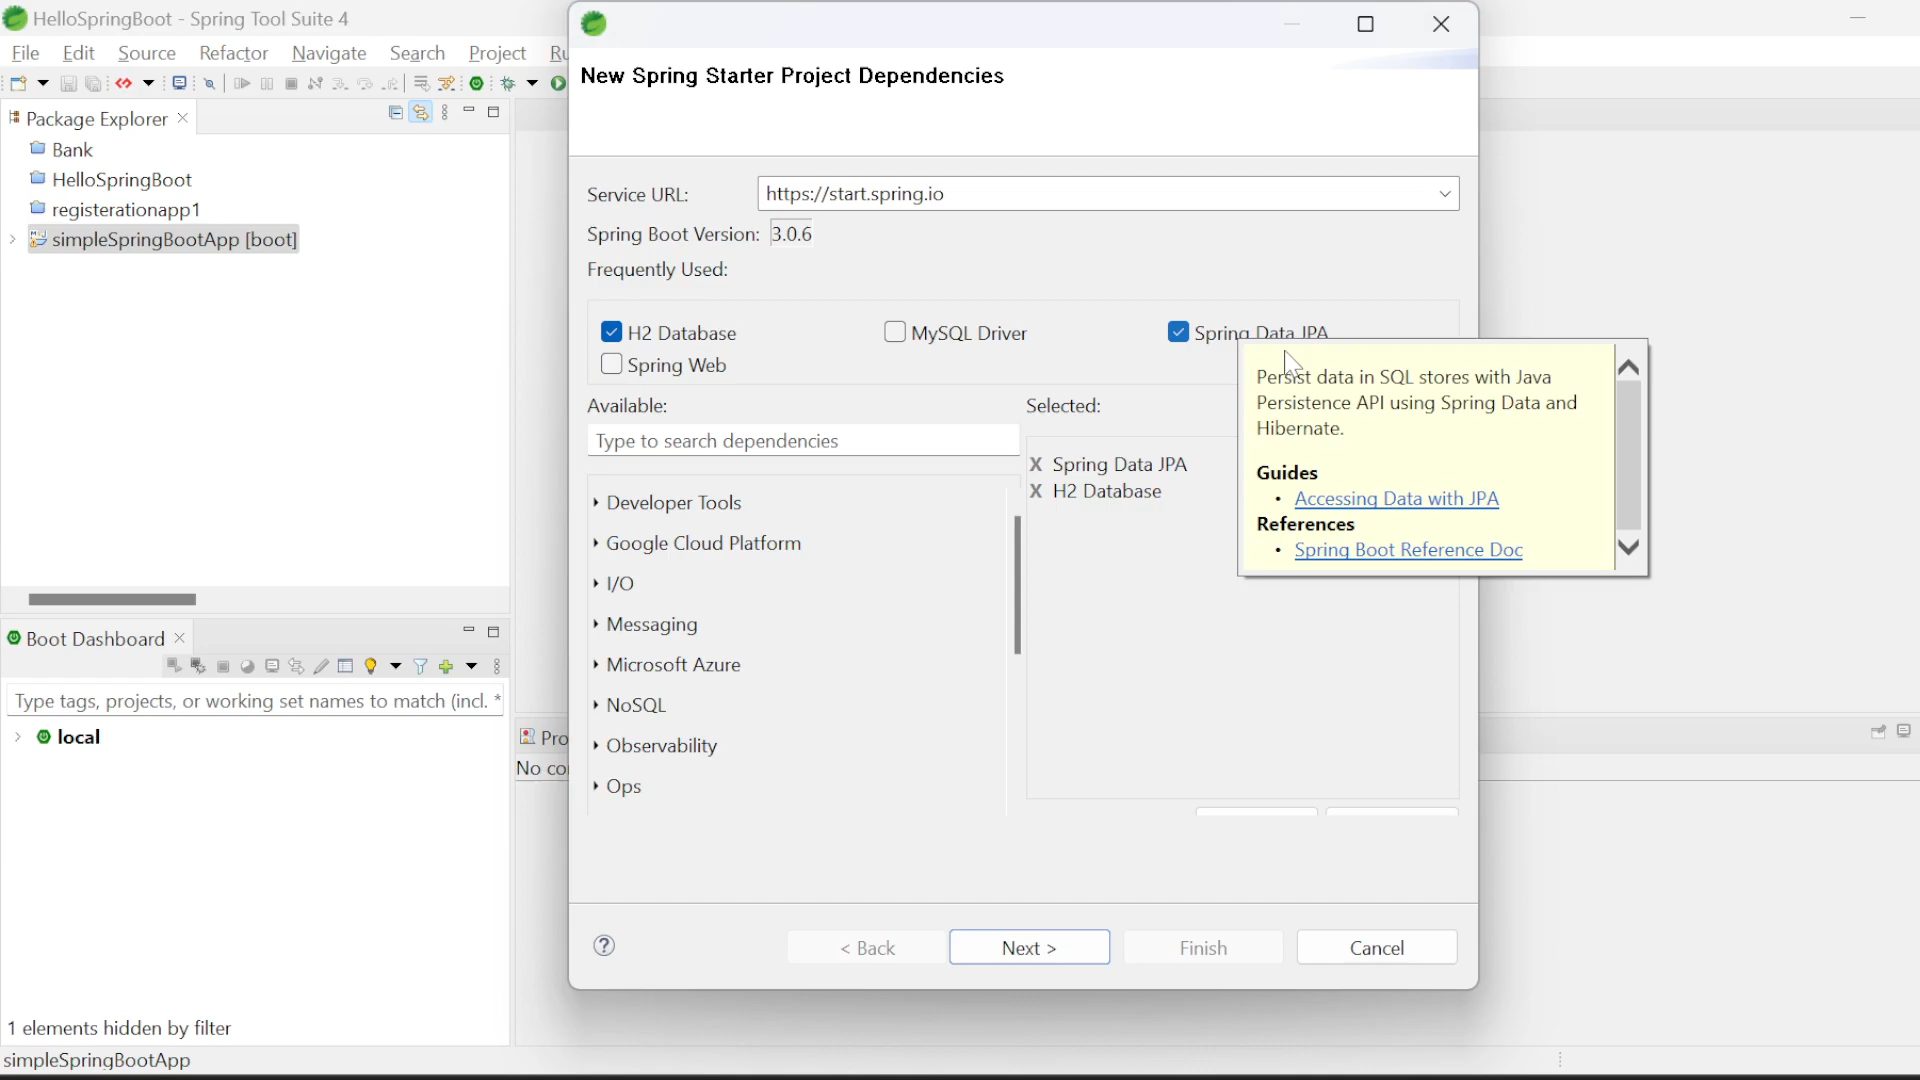 HelloSpringBoot - Spring Tool Suite 4
File Edit Source Refactor Navigate Search Project Ru
Package Explorer
Bank
HelloSpringBoot
registerationapp1
simpleSpringBootApp [boot]
Boot Dashboard
Type tags, projects, or working set names to match (incl. *
local
1 elements hidden by filter
simpleSpringBootApp
Pro
No co
New Spring Starter Project Dependencies
Service URL: https://start.spring.io
Spring Boot Version: 3.0.6
Frequently Used:
H2 Database MySQL Driver Spring Data JPA
Spring Web
Available:
Type to search dependencies
Developer Tools
Google Cloud Platform
I/O
Messaging
Microsoft Azure
NoSQL
Observability
Ops
Selected:
X Spring Data JPA
X H2 Database
Persist data in SQL stores with Java
Persistence API using Spring Data and
Hibernate.
Guides
• Accessing Data with JPA
References
• Spring Boot Reference Doc
? < Back Next > Finish Cancel